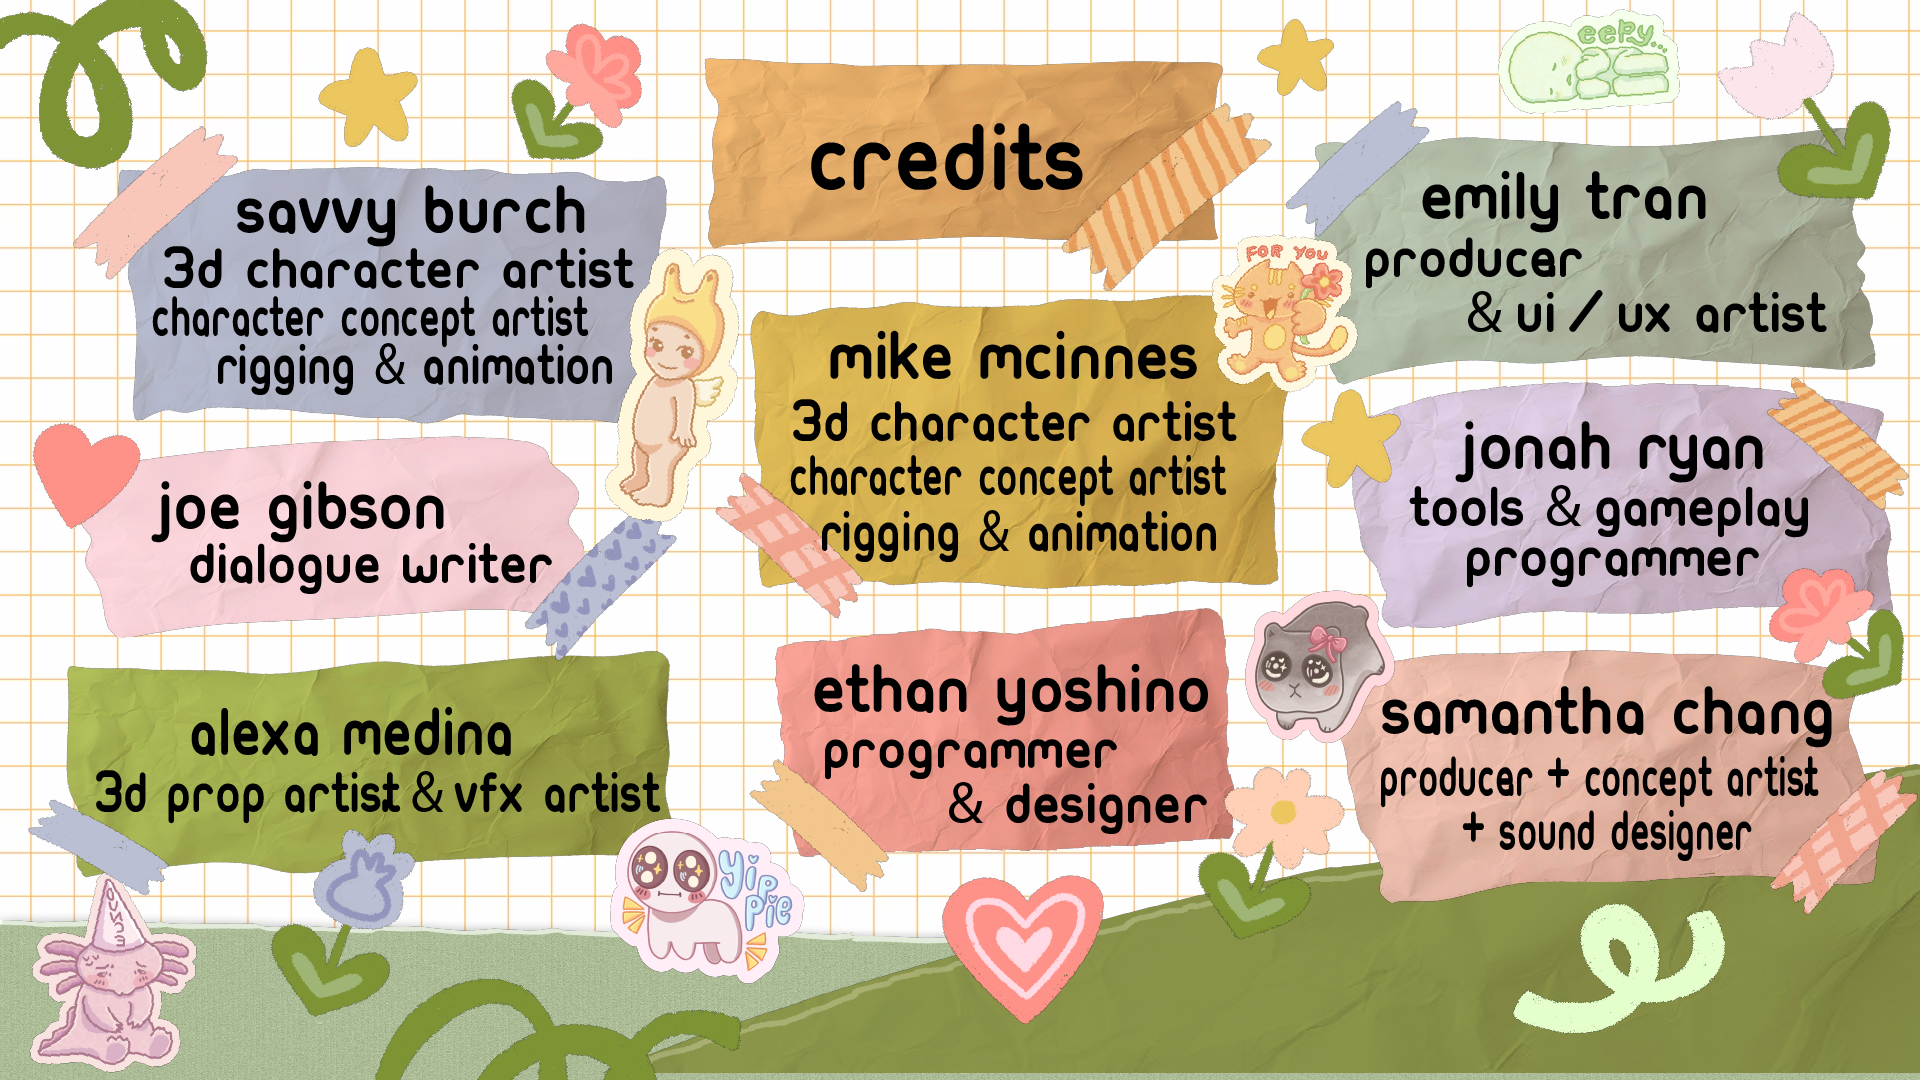 credits
savvy burch
3d character artist
character concept artist
rigging & animation
joe gibson
dialogue writer
alexa medina
3d prop artist & vfx artist
mike mcinnes
3d character artist
character concept artist
rigging & animation
ethan yoshino
programmer
& designer
emily tran
producer
& ui / ux artist
jonah ryan
tools & gameplay
programmer
samantha chang
producer + concept artist
+ sound designer
eepy...
FOR YOU
yip
pie
DUNCE